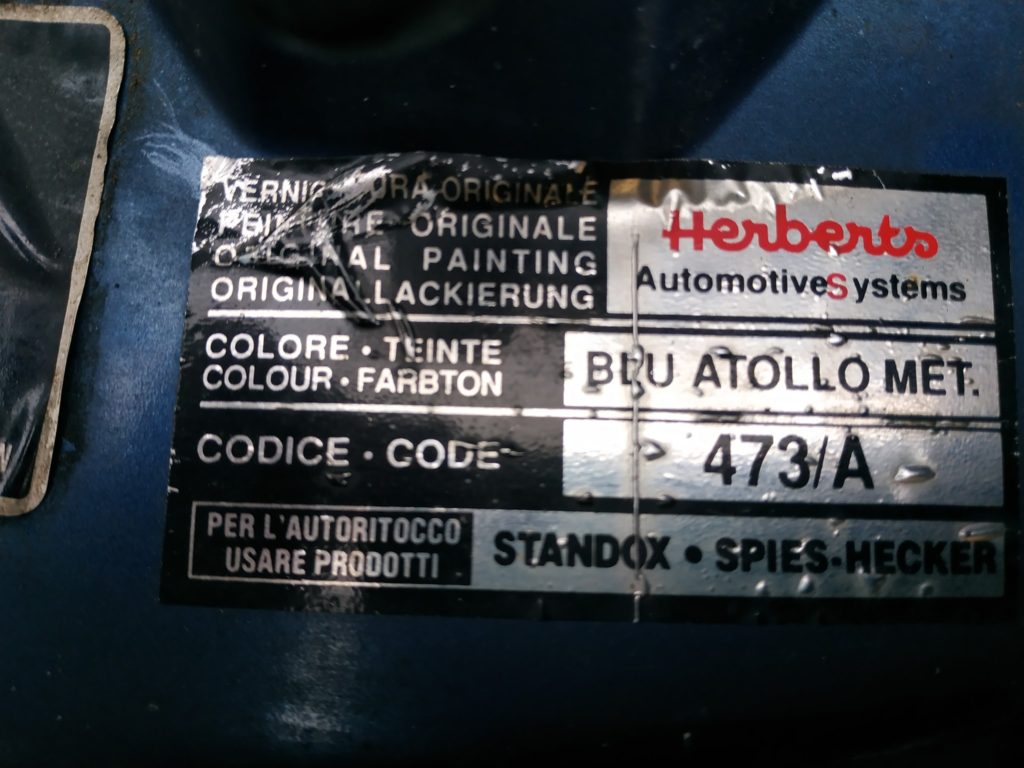 ORIGINALE
ORIGINALE
PAINTING
ORIGINALLACKIERUNG
Herberts
AutomotiveSystems
COLORE · TEINTE
COLOUR · FARBTON
BLU ATOLLO MET.
CODICE · CODE
473/A
PER L'AUTORITOCCO
USARE PRODOTTI
STANDOX • SPIES-HECKER